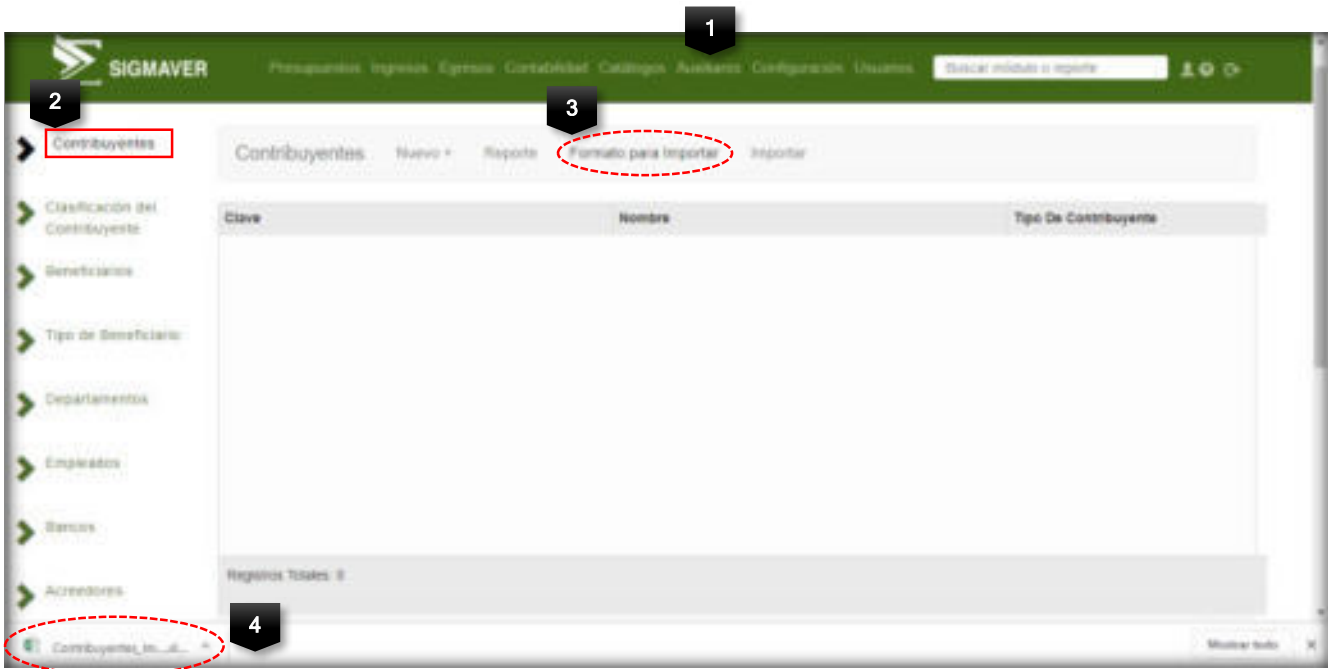 1
SIGMAVER
Presupuestos Ingresos Egresos Contabilidad Catálogos Auxiliares Configuración Usuarios
Buscar módulo o reporte
2
3
Contribuyentes
Contribuyentes Nuevo Reporte Formato para Importar Importar
Clasificación del
Contribuyente
Clave Nombre Tipo De Contribuyente
Beneficiarios
Tipo de Beneficiario
Departamentos
Empleados
Bancos
Registros Totales: 0
Acreedores
4
Contribuyentes_Im....
Mostrar todo